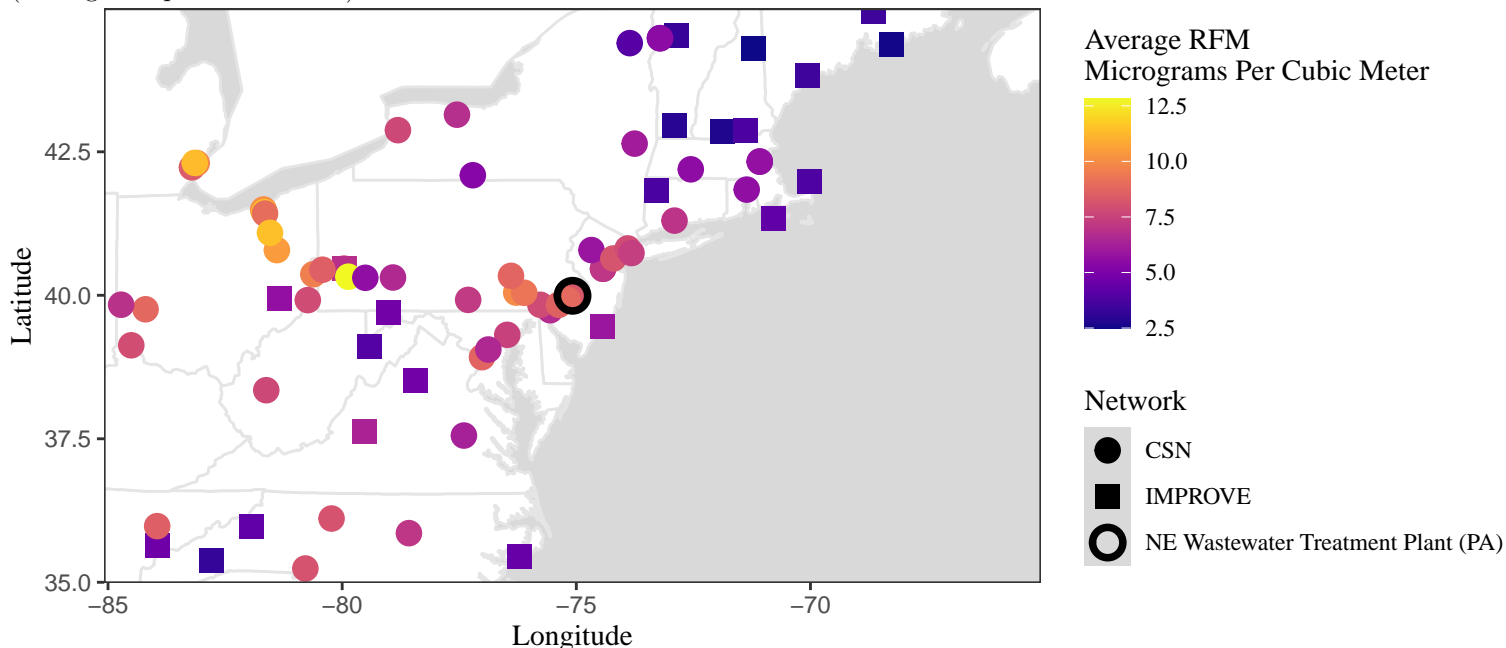 Average RFM
Micrograms Per Cubic Meter
12.5
10.0
7.5
5.0
2.5
Network
CSN
IMPROVE
NE Wastewater Treatment Plant (PA)
Latitude
42.5
40.0
37.5
35.0
−85
−80
−75
−70
Longitude